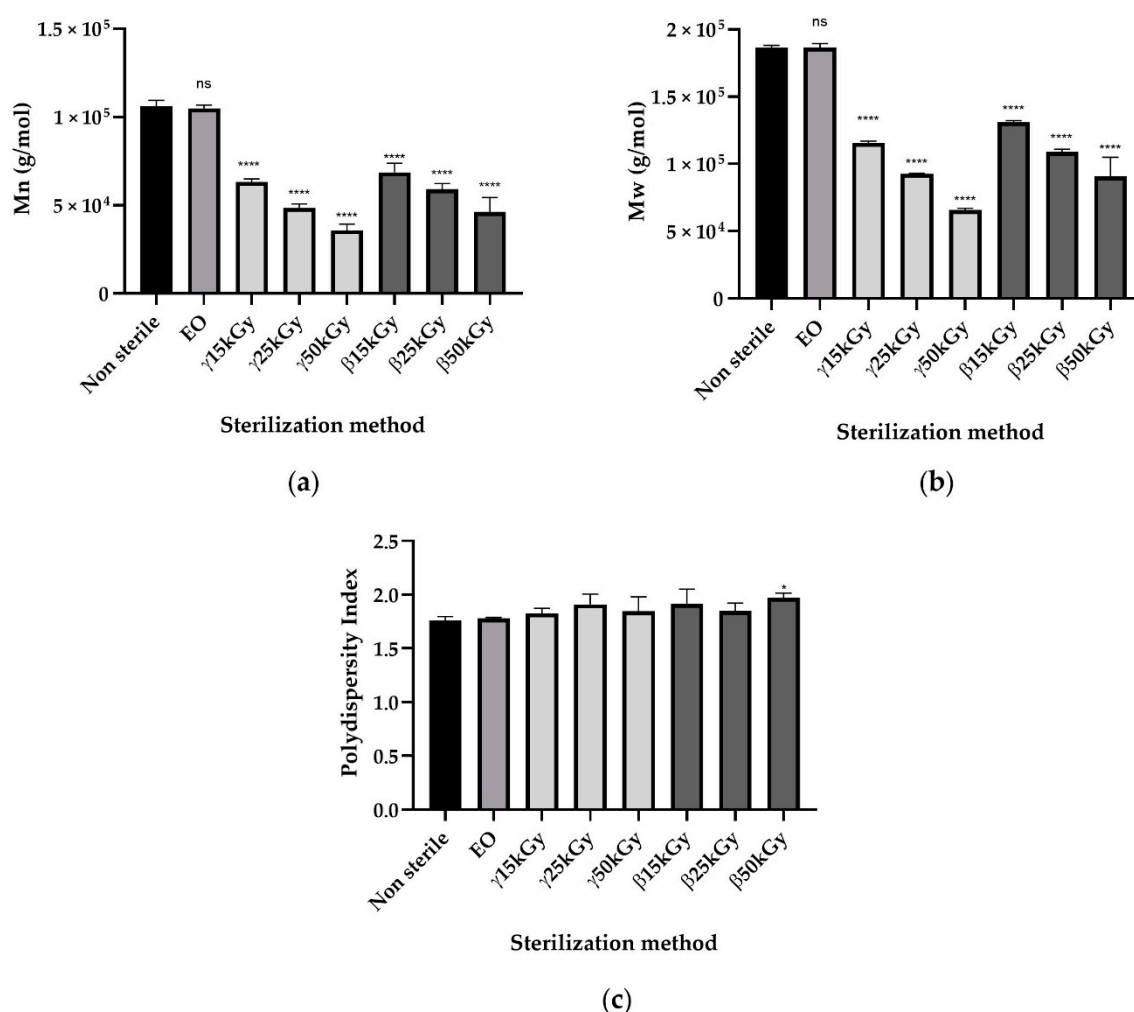 Mn (g/mol)
1.5 × 10⁵
1 × 10⁵
5 × 10⁴
0
ns
****
****
****
****
****
****
Non sterile
EO
γ15kGy
γ25kGy
γ50kGy
β15kGy
β25kGy
β50kGy
Sterilization method
(a)
Mw (g/mol)
2 × 10⁵
1.5 × 10⁵
1 × 10⁵
5 × 10⁴
0
ns
****
****
****
****
****
****
Non sterile
EO
γ15kGy
γ25kGy
γ50kGy
β15kGy
β25kGy
β50kGy
Sterilization method
(b)
Polydispersity Index
2.5
2.0
1.5
1.0
0.5
0.0
*
Non sterile
EO
γ15kGy
γ25kGy
γ50kGy
β15kGy
β25kGy
β50kGy
Sterilization method
(c)